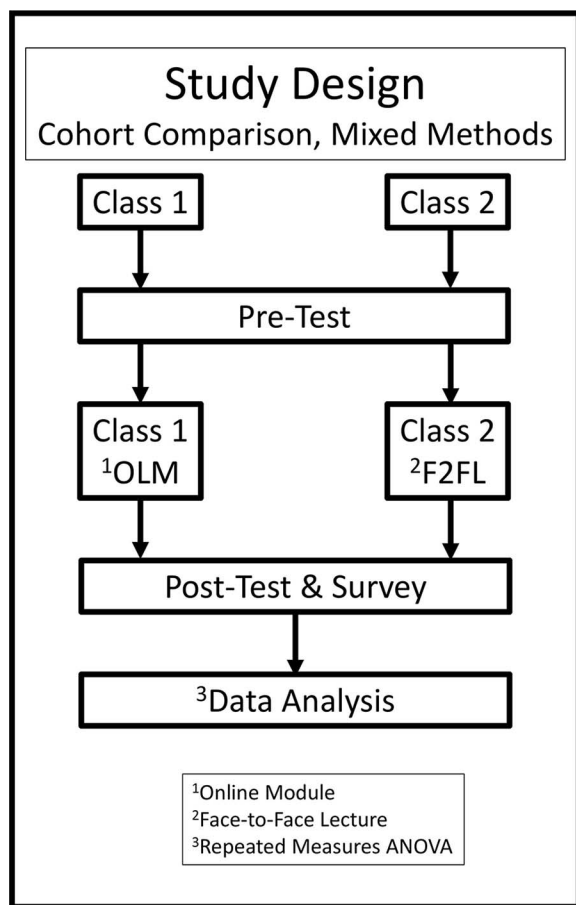 Study Design
Cohort Comparison, Mixed Methods
Class 1
Class 2
Pre-Test
Class 1
¹OLM
Class 2
²F2FL
Post-Test & Survey
³Data Analysis
¹Online Module
²Face-to-Face Lecture
³Repeated Measures ANOVA